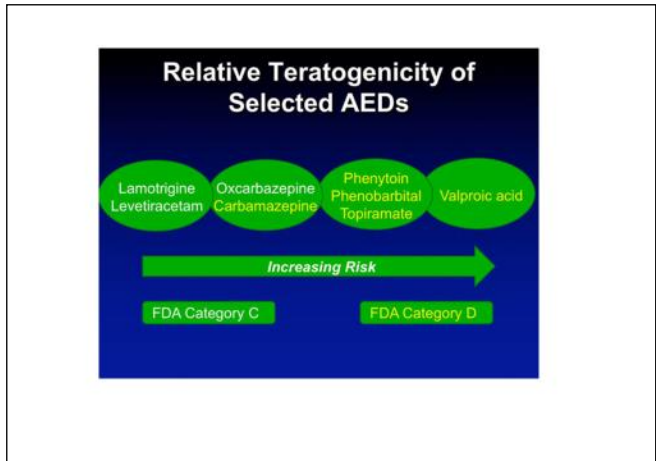 Relative Teratogenicity of
Selected AEDs
Lamotrigine
Levetiracetam
Oxcarbazepine
Carbamazepine
Phenytoin
Phenobarbital
Topiramate
Valproic acid
Increasing Risk
FDA Category C
FDA Category D